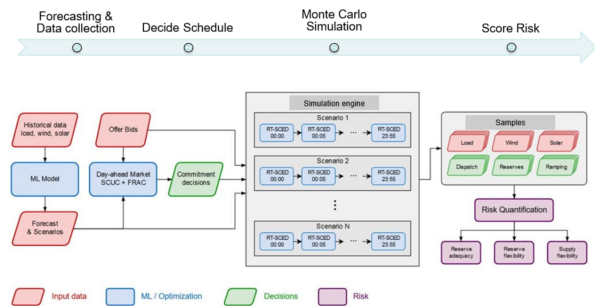 Forecasting &
Data collection
Decide Schedule
Monte Carlo
Simulation
Score Risk
Historical data
load, wind, solar
Offer Bids
ML Model
Day-ahead Market
SCUC + FRAC
Commitment
decisions
Forecast
& Scenarios
Simulation engine
Scenario 1
RT-SCED
00:00
RT-SCED
00:05
...
RT-SCED
23:55
Scenario 2
RT-SCED
00:00
RT-SCED
00:05
...
RT-SCED
23:55
Scenario N
RT-SCED
00:00
RT-SCED
00:05
...
RT-SCED
23:55
Samples
Load
Wind
Solar
Dispatch
Reserves
Ramping
Risk Quantification
Reserve
adequacy
Reserve
flexibility
Supply
flexibility
Input data
ML / Optimization
Decisions
Risk